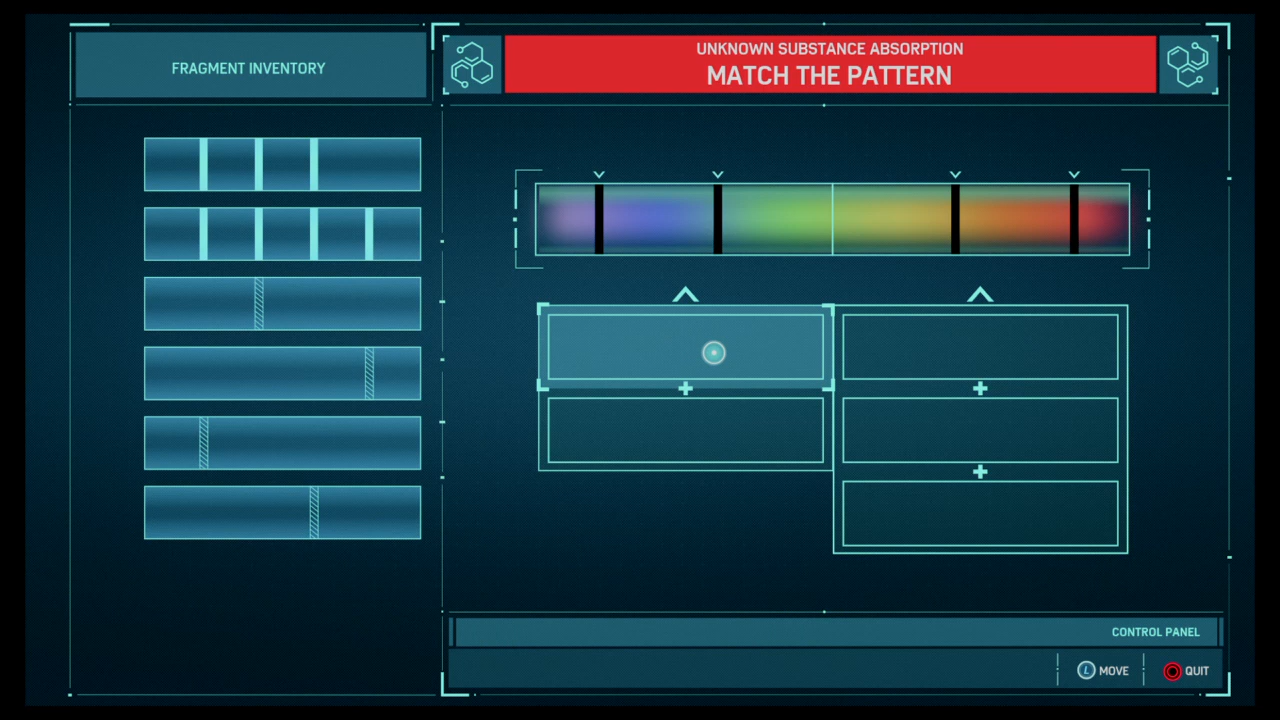 FRAGMENT INVENTORY
UNKNOWN SUBSTANCE ABSORPTION
MATCH THE PATTERN
CONTROL PANEL
L MOVE
QUIT